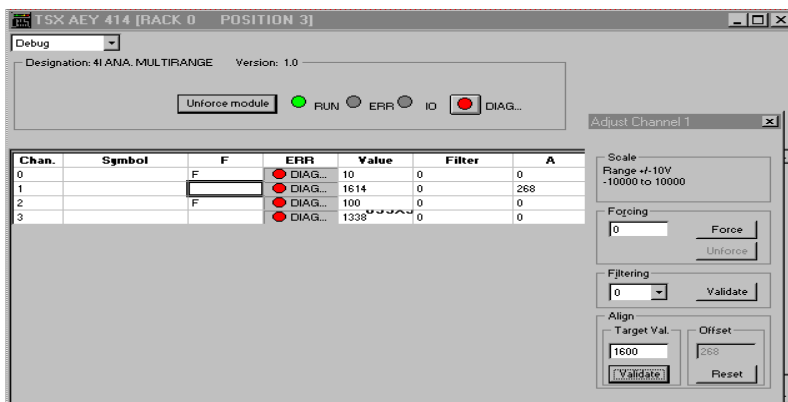 TSX AEY 414 [RACK 0 POSITION 3]
Debug
Designation: 4I ANA. MULTIRANGE Version: 1.0
Unforce module RUN ERR IO DIAG...
Adjust Channel 1
Chan. Symbol F ERR Value Filter A
0 F DIAG... 10 0 0
1 DIAG... 1614 0 268
2 F DIAG... 100 0 0
3 DIAG... 1338 0 0
Scale
Range +/-10V
-10000 to 10000
Forcing
0 Force
Unforce
Filtering
0 Validate
Align
Target Val. Offset
1600 268
Validate Reset